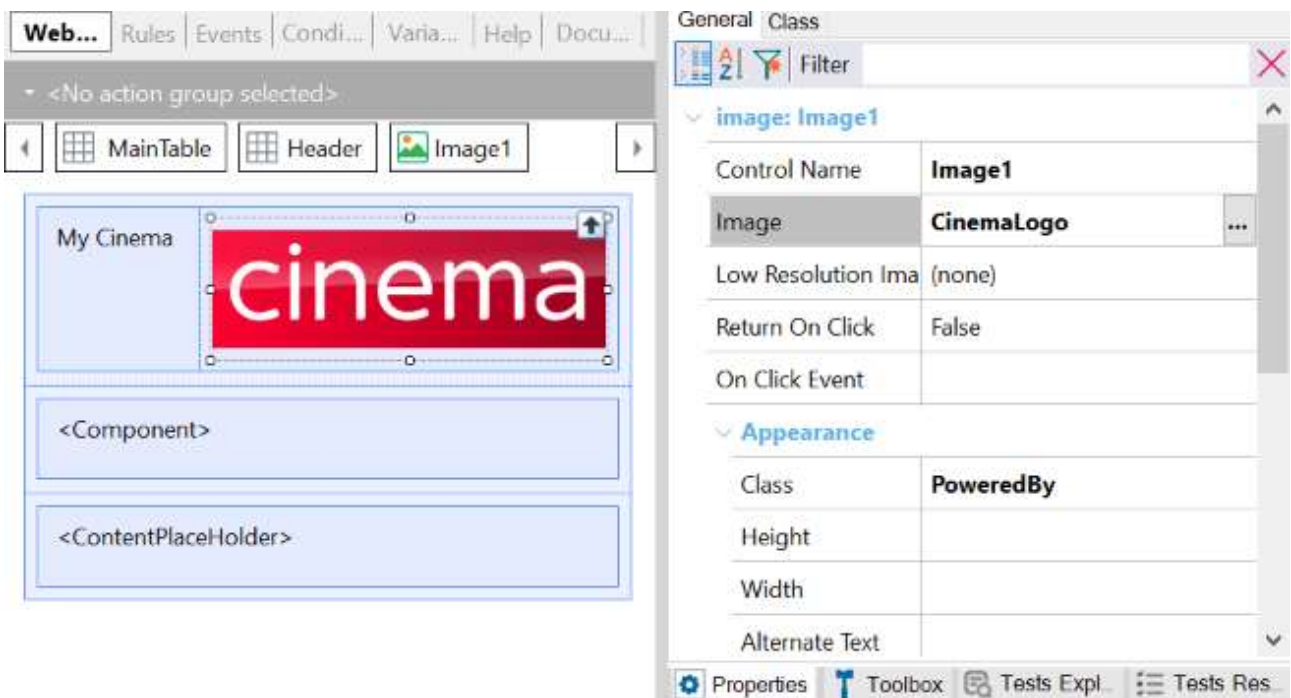 Web... Rules Events Condi... Varia... Help Docu...
<No action group selected>
MainTable Header Image1
My Cinema
cinema
<Component>
<ContentPlaceHolder>
General Class
Filter
image: Image1
Control Name Image1
Image CinemaLogo ...
Low Resolution Ima (none)
Return On Click False
On Click Event
Appearance
Class PoweredBy
Height
Width
Alternate Text
Properties Toolbox Tests Expl... Tests Res...